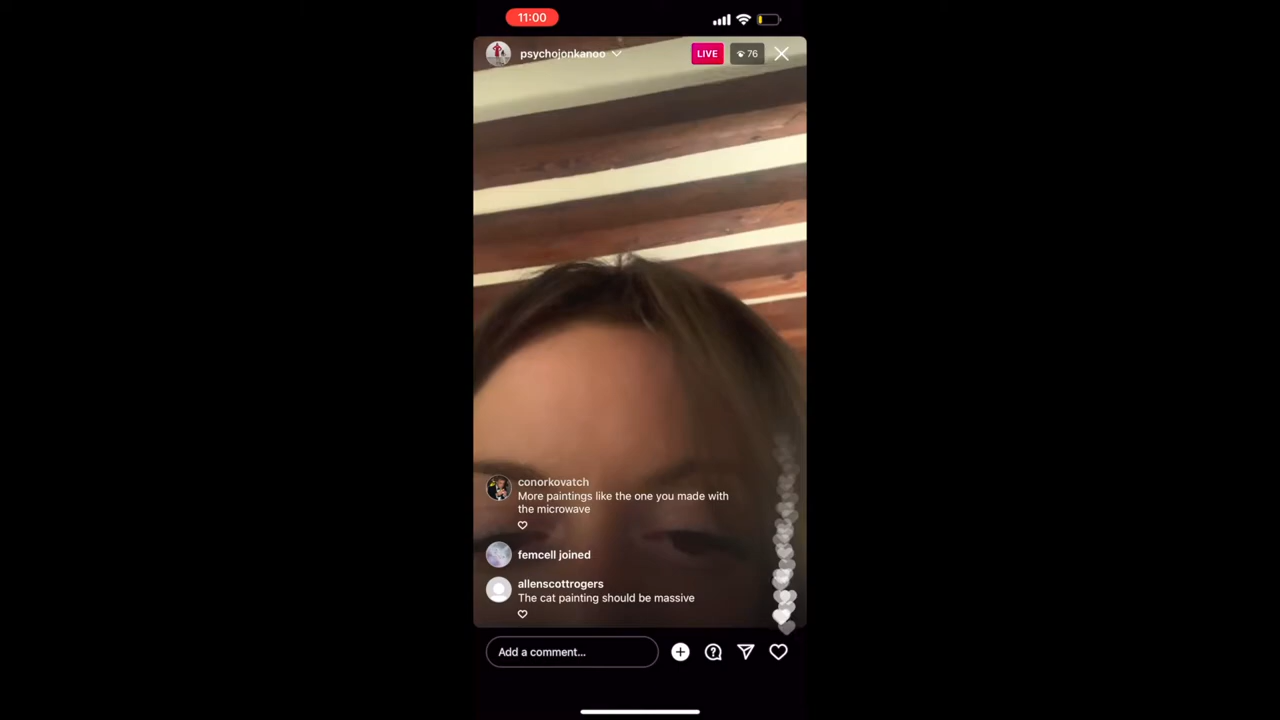 11:00
psychojonkanoo
LIVE
76
conorkovatch
More paintings like the one you made with
the microwave
femcell joined
allenscottrogers
The cat painting should be massive
Add a comment...